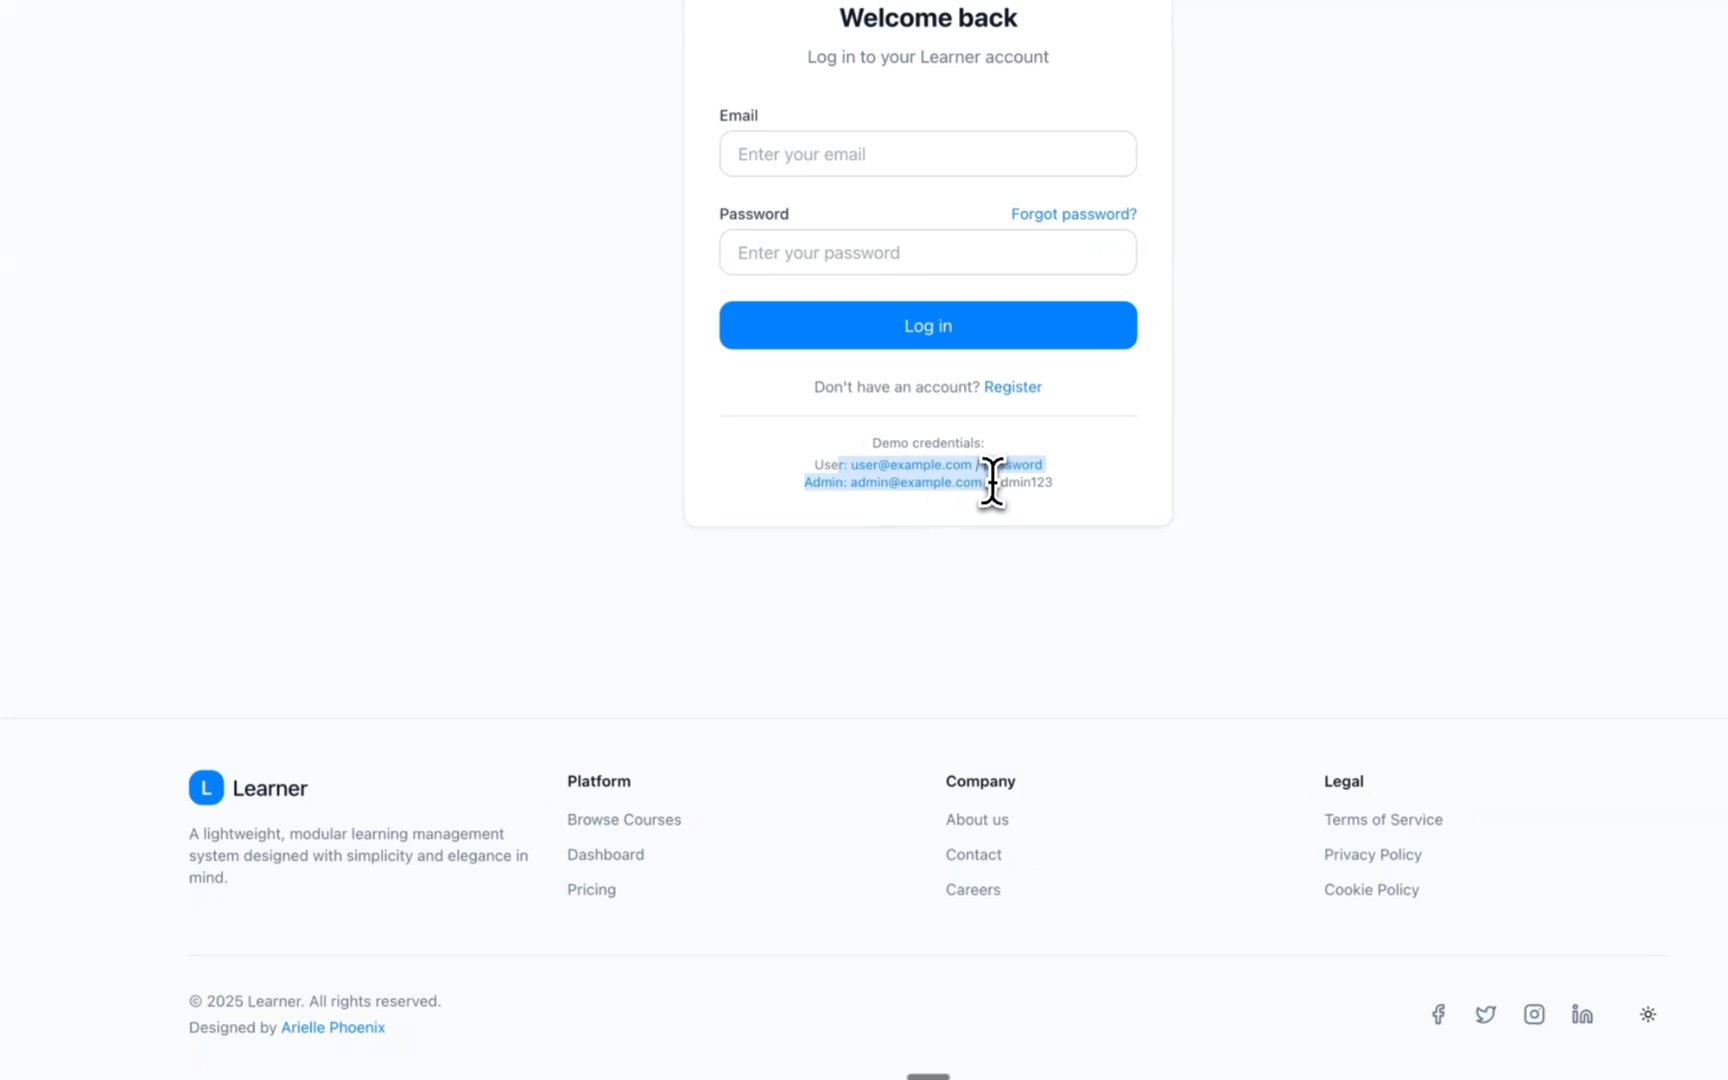 Welcome back
Log in to your Learner account
Email
Enter your email
Password
Forgot password?
Enter your password
Log in
Don't have an account? Register
Demo credentials:
User: user@example.com /
Admin: admin@example.com
L
Learner
A lightweight, modular learning management
system designed with simplicity and elegance in
mind.
Platform
Browse Courses
Dashboard
Pricing
Company
About us
Contact
Careers
Legal
Terms of Service
Privacy Policy
Cookie Policy
© 2025 Learner. All rights reserved.
Designed by Arielle Phoenix